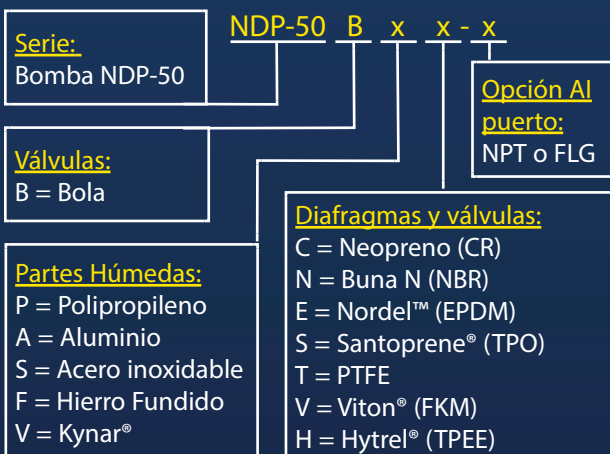 NDP-50 B x x - x
Serie:
Bomba NDP-50
Opción Al
puerto:
NPT o FLG
Válvulas:
B = Bola
Diafragmas y válvulas:
C = Neopreno (CR)
N = Buna N (NBR)
E = Nordel™ (EPDM)
S = Santoprene® (TPO)
T = PTFE
V = Viton® (FKM)
H = Hytrel® (TPEE)
Partes Húmedas:
P = Polipropileno
A = Aluminio
S = Acero inoxidable
F = Hierro Fundido
V = Kynar®